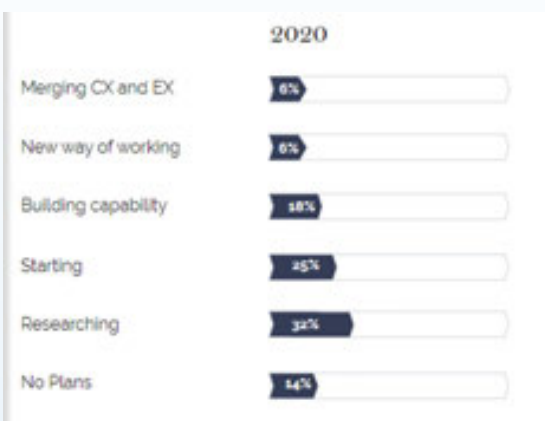 2020
Merging CX and EX 6%
New way of working 6%
Building capability 18%
Starting 25%
Researching 32%
No Plans 14%